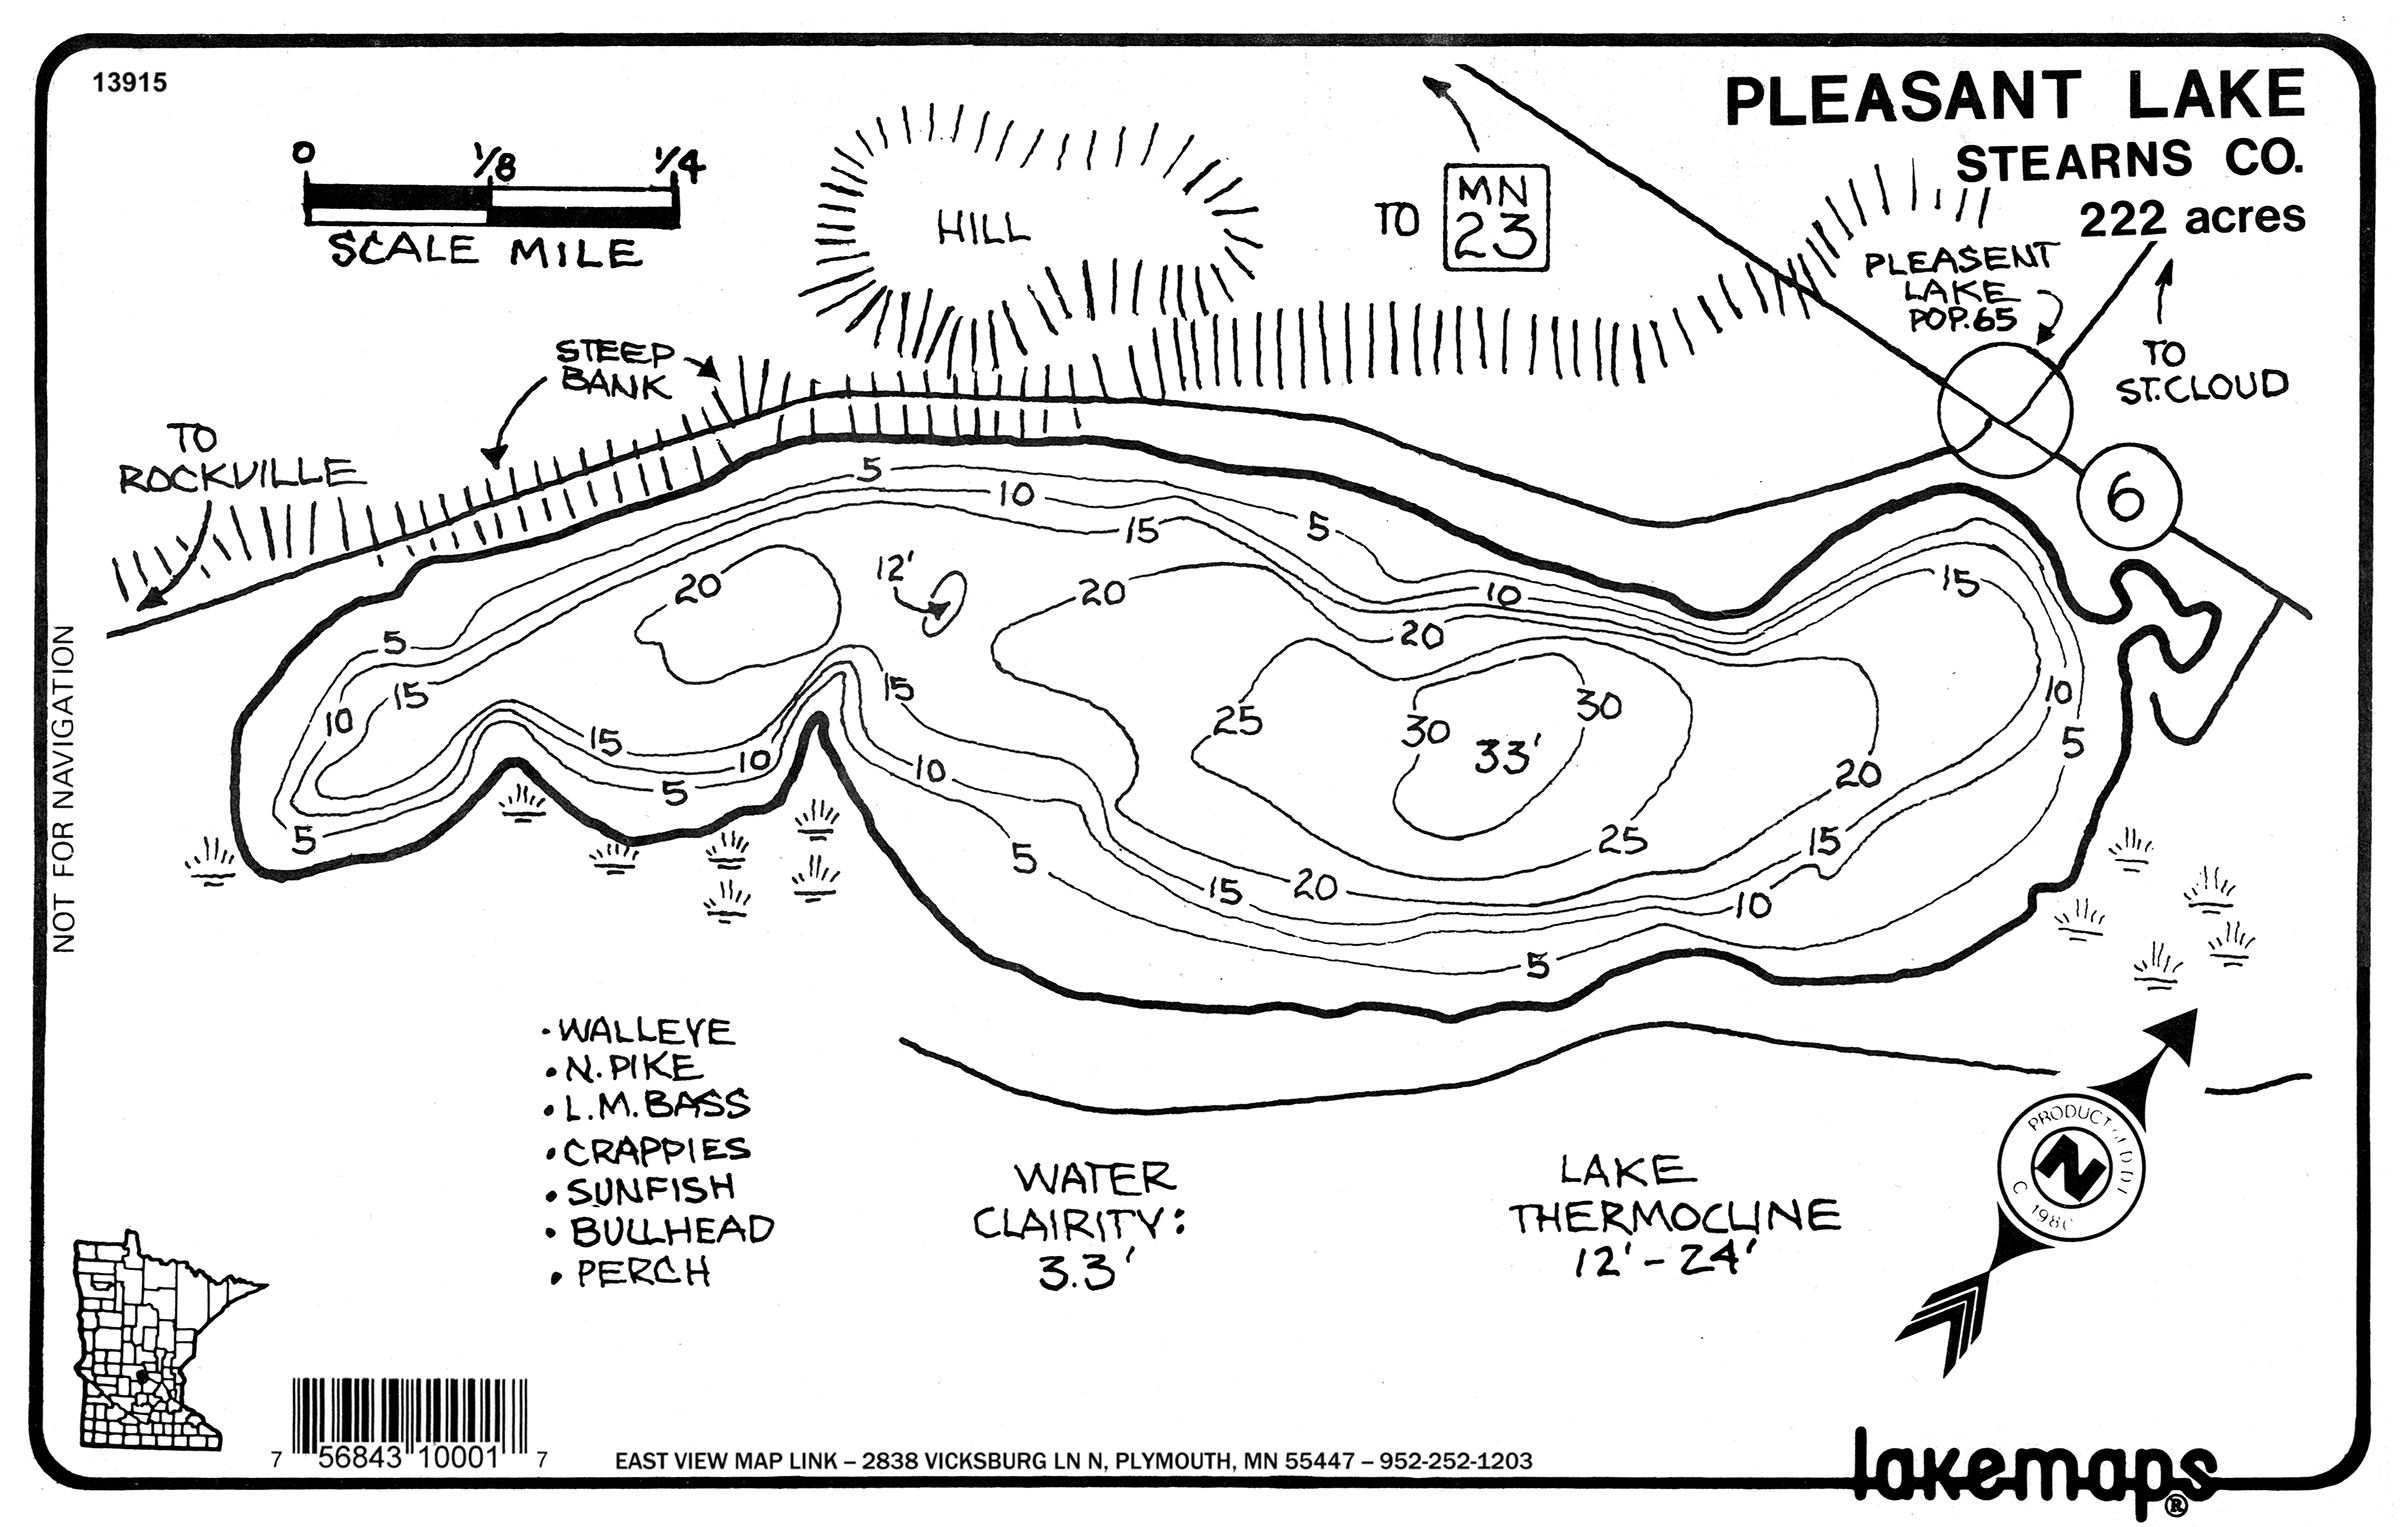 13915
PLEASANT LAKE
STEARNS CO.
222 acres
0 1/8 1/4
SCALE MILE
HILL
TO
MN
23
PLEASENT
LAKE
POP.65
TO
ST.CLOUD
STEEP
BANK
TO
ROCKVILLE
6
5
10
15
5
20
12'
20
10
15
20
5
15
10
15
10
30
30
25
33'
5
15
10
5
10
20
5
5
25
15
15
20
10
5
NOT FOR NAVIGATION
• WALLEYE
• N. PIKE
• L.M. BASS
• CRAPPIES
• SUNFISH
• BULLHEAD
• PERCH
WATER
CLAIRITY:
3.3'
LAKE
THERMOCLINE
12' - 24'
PRODUCT
N
7 56843 10001 7
EAST VIEW MAP LINK – 2838 VICKSBURG LN N, PLYMOUTH, MN 55447 – 952-252-1203
lakemaps®